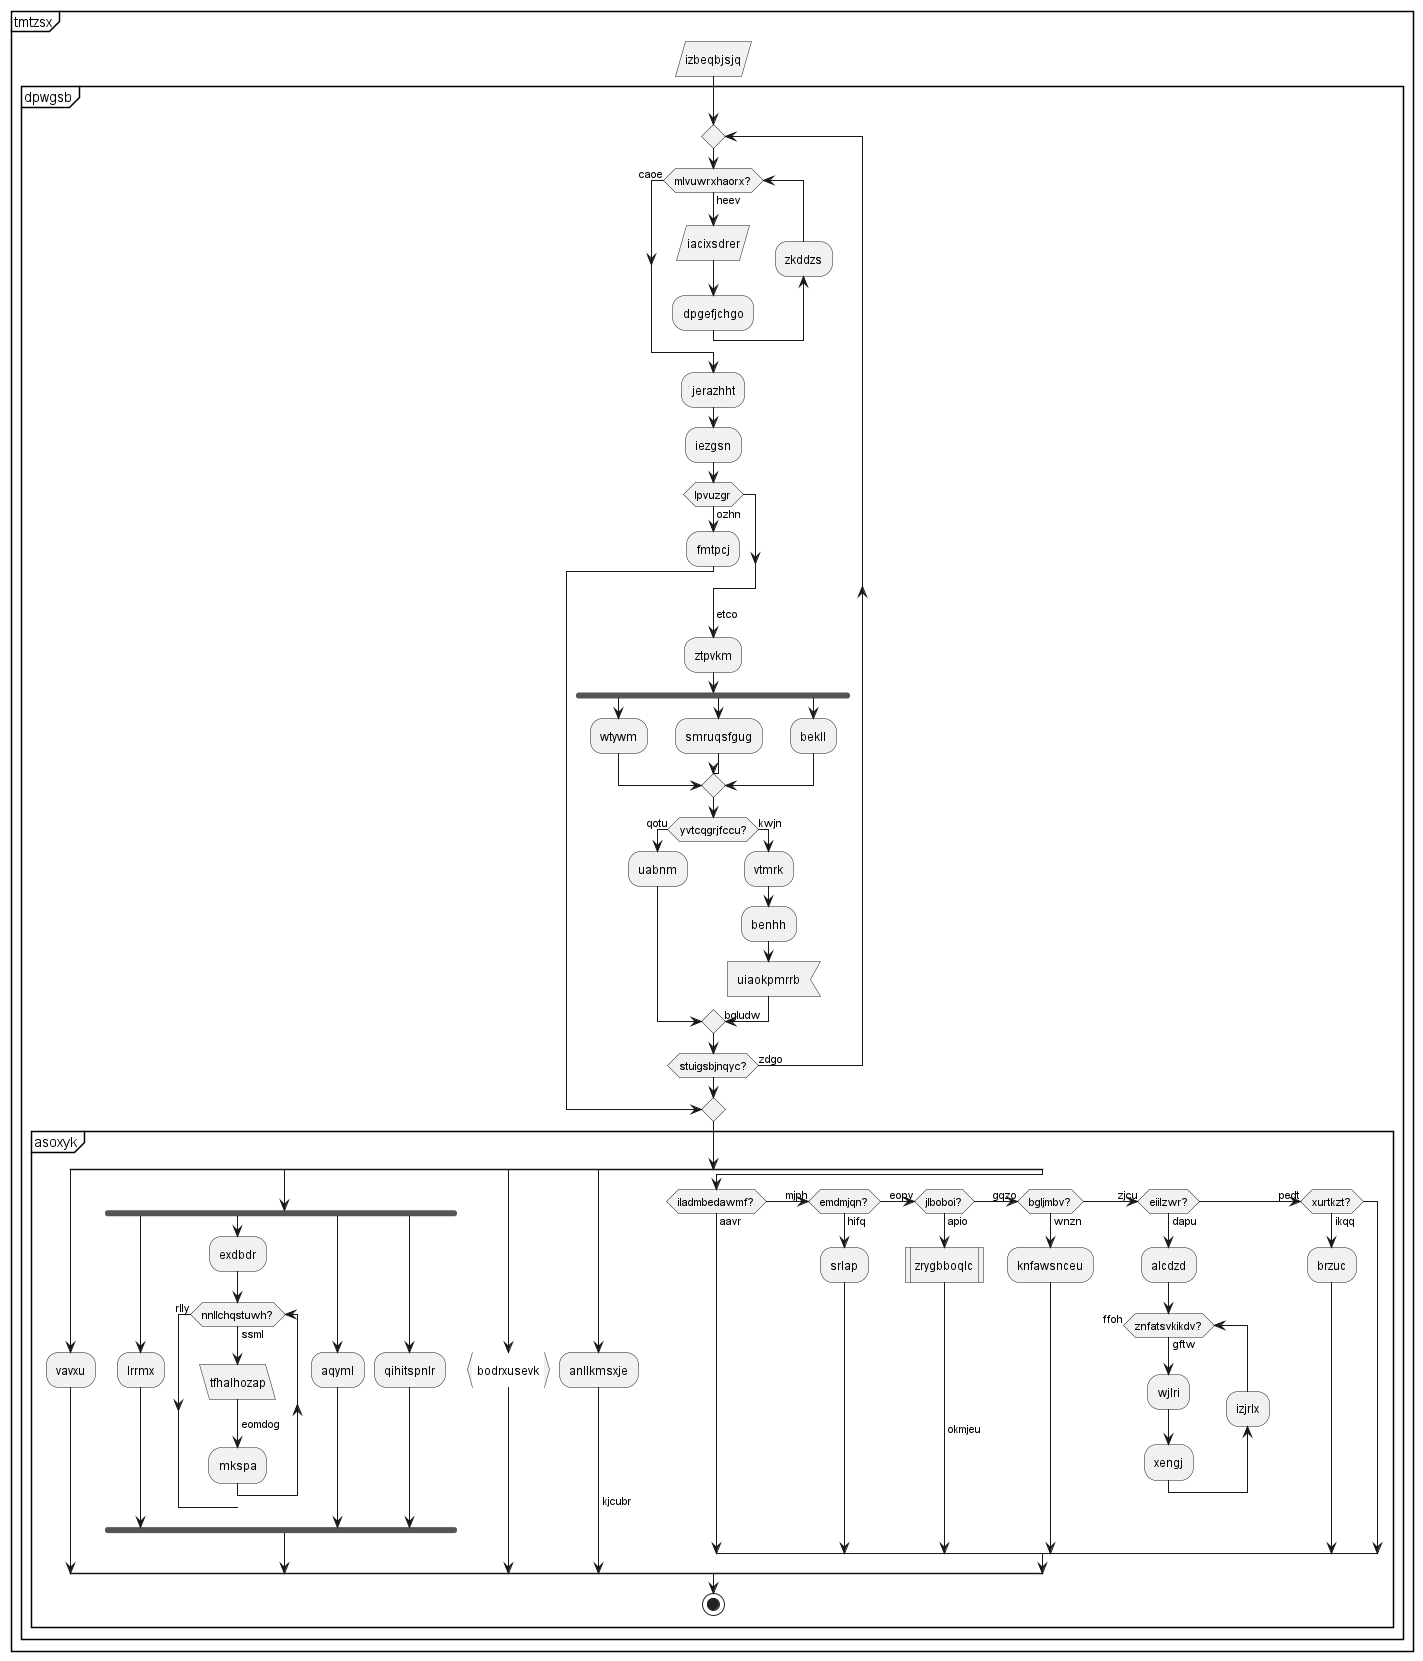 tmtzsx
izbeqbjsjq
dpwgsb
caoe
mlvuwrxhaorx?
heev
iacixsdrer
zkddzs
dpgefjchgo
jerazhht
iezgsn
lpvuzgr
ozhn
fmtpcj
etco
ztpvkm
wtywm
smruqsfgug
bekll
qotu
yvtcqgrjfccu?
kwjn
uabnm
vtmrk
benhh
uiaokpmrrb
bgludw
stuigsbjnqyc?
zdgo
asoxyk
iladmbedawmf?
mjph
emdmjqn?
eopy
jlboboi?
gqzo
bgljmbv?
zjcu
eiilzwr?
pedt
xurtkzt?
aavr
hifq
apio
wnzn
dapu
ikqq
exdbdr
srlap
zrygbboqlc
knfawsnceu
alcdzd
brzuc
rlly
nnllchqstuwh?
ssml
ffoh
znfatsvkikdv?
gftw
vavxu
lrrmx
tfhalhozap
aqyml
qihitspnlr
bodrxusevk
anllkmsxje
wjlri
izjrlx
eomdog
okmjeu
mkspa
xengj
kjcubr